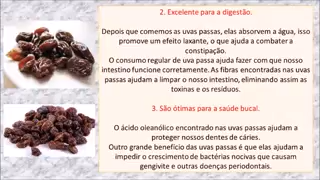 2. Excelente para a digestão.
Depois que comemos as uvas passas, elas absorvem a água, isso
promove um efeito laxante, o que ajuda a combater a
constipação.
O consumo regular de uva passa ajuda fazer com que nosso
intestino funcione corretamente. As fibras encontradas nas uvas
passas ajudam a limpar o nosso intestino, eliminando assim as
toxinas e os resíduos.
3. São ótimas para a saúde bucal.
O ácido oleanólico encontrado nas uvas passas ajudam a
proteger nossos dentes de cáries.
Outro grande benefício das uvas passas é que elas ajudam a
impedir o crescimento de bactérias nocivas que causam
gengivite e outras doenças periodontais.